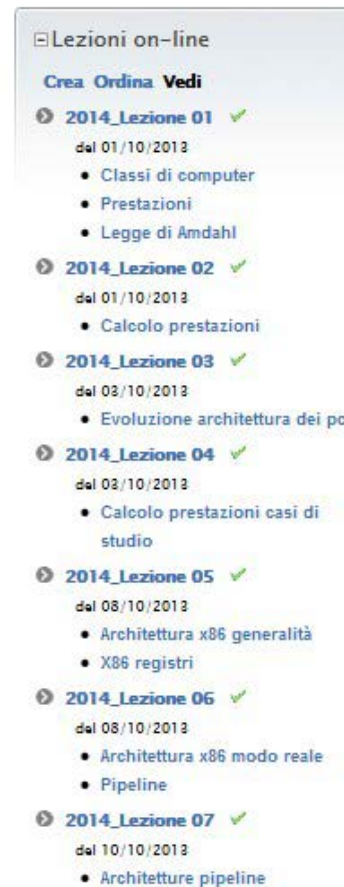 Lezioni on-line
Crea Ordina Vedi
2014_Lezione 01
del 01/10/2013
Classi di computer
Prestazioni
Legge di Amdahl
2014_Lezione 02
del 01/10/2013
Calcolo prestazioni
2014_Lezione 03
del 03/10/2013
Evoluzione architettura dei pc
2014_Lezione 04
del 03/10/2013
Calcolo prestazioni casi di
studio
2014_Lezione 05
del 08/10/2013
Architettura x86 generalità
X86 registri
2014_Lezione 06
del 08/10/2013
Architettura x86 modo reale
Pipeline
2014_Lezione 07
del 10/10/2013
Architetture pipeline